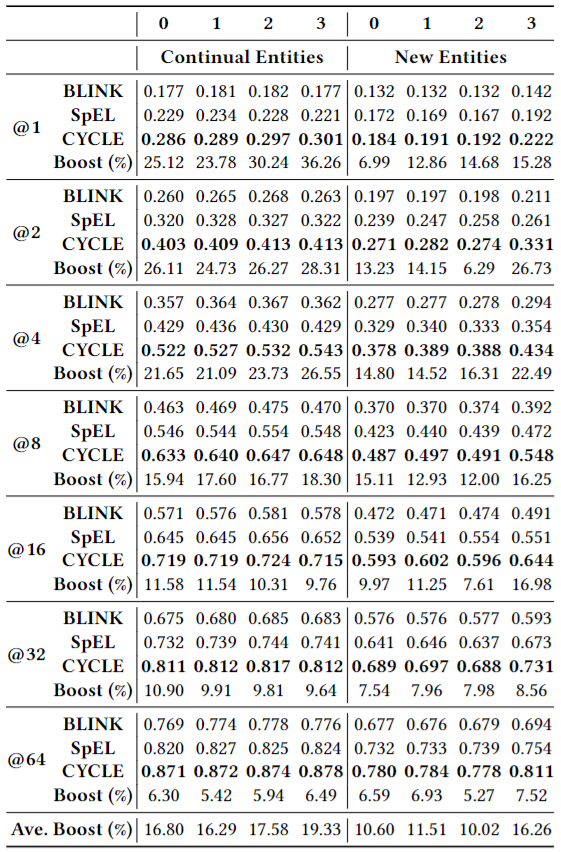 0 1 2 3 0 1 2 3
Continual Entities New Entities
@1
BLINK 0.177 0.181 0.182 0.177 0.132 0.132 0.132 0.142
SpEL 0.229 0.234 0.228 0.221 0.172 0.169 0.167 0.192
CYCLE 0.286 0.289 0.297 0.301 0.184 0.191 0.192 0.222
Boost (%) 25.12 23.78 30.24 36.26 6.99 12.86 14.68 15.28
@2
BLINK 0.260 0.265 0.268 0.263 0.197 0.197 0.198 0.211
SpEL 0.320 0.328 0.327 0.322 0.239 0.247 0.258 0.261
CYCLE 0.403 0.409 0.413 0.413 0.271 0.282 0.274 0.331
Boost (%) 26.11 24.73 26.27 28.31 13.23 14.15 6.29 26.73
@4
BLINK 0.357 0.364 0.367 0.362 0.277 0.277 0.278 0.294
SpEL 0.429 0.436 0.430 0.429 0.329 0.340 0.333 0.354
CYCLE 0.522 0.527 0.532 0.543 0.378 0.389 0.388 0.434
Boost (%) 21.65 21.09 23.73 26.55 14.80 14.52 16.31 22.49
@8
BLINK 0.463 0.469 0.475 0.470 0.370 0.370 0.374 0.392
SpEL 0.546 0.544 0.554 0.548 0.423 0.440 0.439 0.472
CYCLE 0.633 0.640 0.647 0.648 0.487 0.497 0.491 0.548
Boost (%) 15.94 17.60 16.77 18.30 15.11 12.93 12.00 16.25
@16
BLINK 0.571 0.576 0.581 0.578 0.472 0.471 0.474 0.491
SpEL 0.645 0.645 0.656 0.652 0.539 0.541 0.554 0.551
CYCLE 0.719 0.719 0.724 0.715 0.593 0.602 0.596 0.644
Boost (%) 11.58 11.54 10.31 9.76 9.97 11.25 7.61 16.98
@32
BLINK 0.675 0.680 0.685 0.683 0.576 0.576 0.577 0.593
SpEL 0.732 0.739 0.744 0.741 0.641 0.646 0.637 0.673
CYCLE 0.811 0.812 0.817 0.812 0.689 0.697 0.688 0.731
Boost (%) 10.90 9.91 9.81 9.64 7.54 7.96 7.98 8.56
@64
BLINK 0.769 0.774 0.778 0.776 0.677 0.676 0.679 0.694
SpEL 0.820 0.827 0.825 0.824 0.732 0.733 0.739 0.754
CYCLE 0.871 0.872 0.874 0.878 0.780 0.784 0.778 0.811
Boost (%) 6.30 5.42 5.94 6.49 6.59 6.93 5.27 7.52
Ave. Boost (%) 16.80 16.29 17.58 19.33 10.60 11.51 10.02 16.26